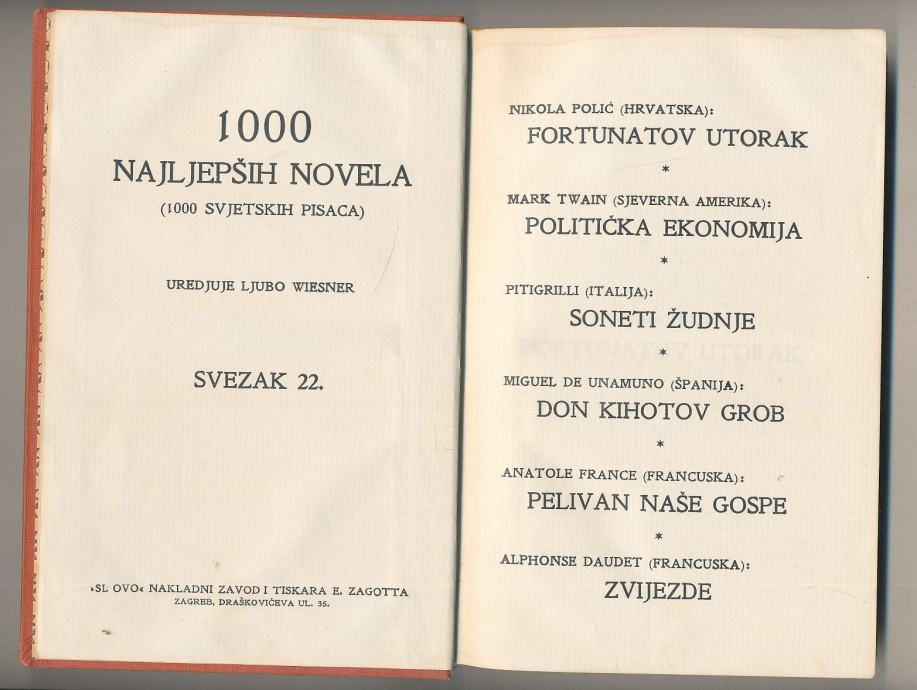 1000
NAJLJEPŠIH NOVELA
(1000 SVJETSKIH PISACA)
UREDJUJE LJUBO WIESNER
SVEZAK 22.
»SLOVO« NAKLADNI ZAVOD I TISKARA E. ZAGOTTA
ZAGREB, DRAŠKOVIĆEVA UL. 35.
NIKOLA POLIĆ (HRVATSKA):
FORTUNATOV UTORAK
*
MARK TWAIN (SJEVERNA AMERIKA):
POLITIČKA EKONOMIJA
*
PITIGRILLI (ITALIJA):
SONETI ŽUDNJE
*
MIGUEL DE UNAMUNO (ŠPANIJA):
DON KIHOTOV GROB
*
ANATOLE FRANCE (FRANCUSKA):
PELIVAN NAŠE GOSPE
*
ALPHONSE DAUDET (FRANCUSKA):
ZVIJEZDE